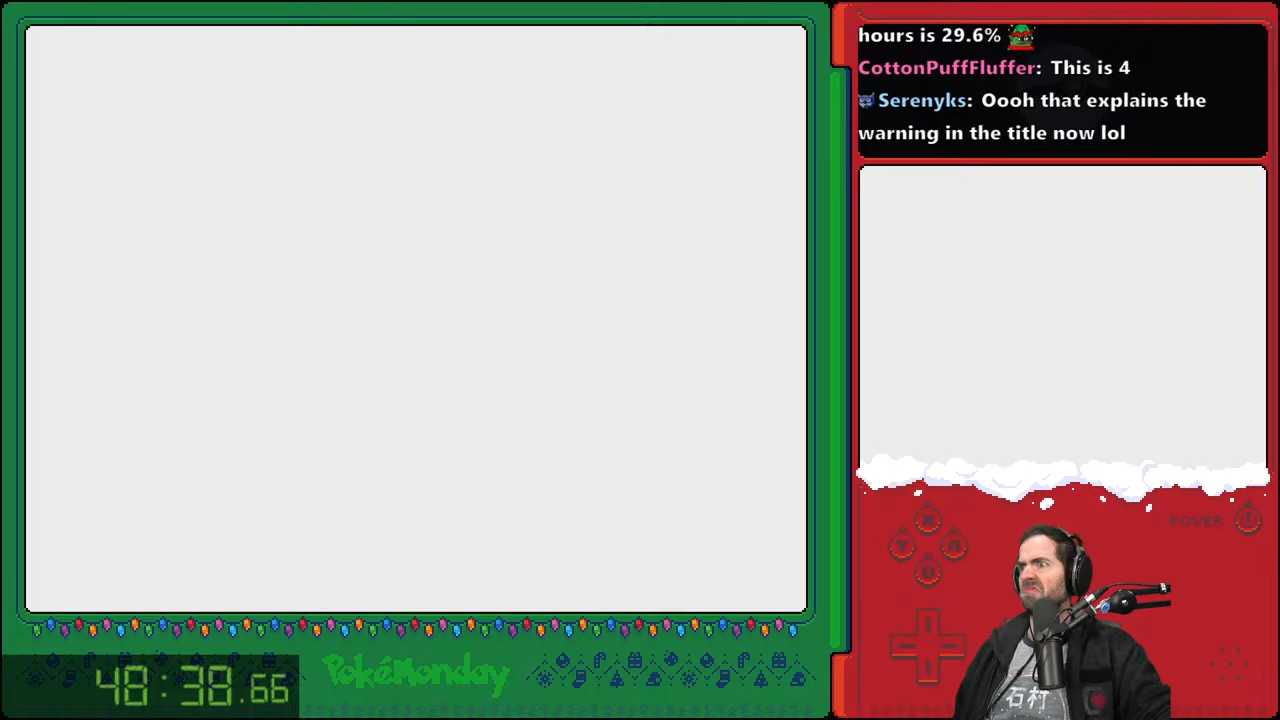 hours is 29.6%
CottonPuffFluffer: This is 4
Serenyks: Oooh that explains the
warning in the title now lol
X
Y A
B
POWER
石村
48:38.66
PokéMonday